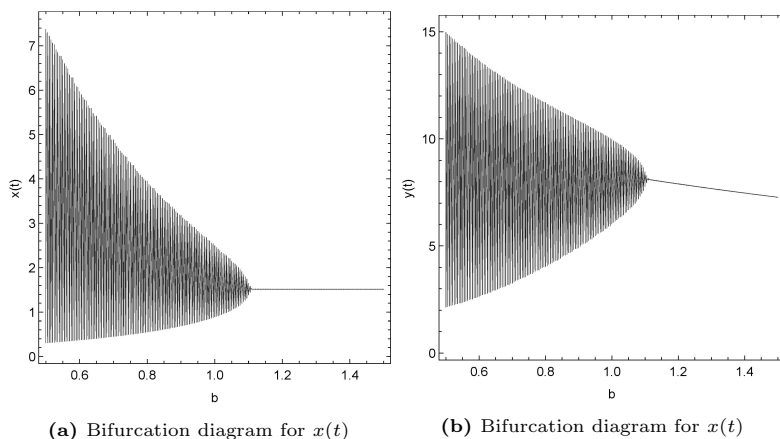 7
6
5
4
3
2
1
0
x(t)
0.6 0.8 1.0 1.2 1.4
b
(a) Bifurcation diagram for x(t)
15
10
5
0
y(t)
0.6 0.8 1.0 1.2 1.4
b
(b) Bifurcation diagram for x(t)